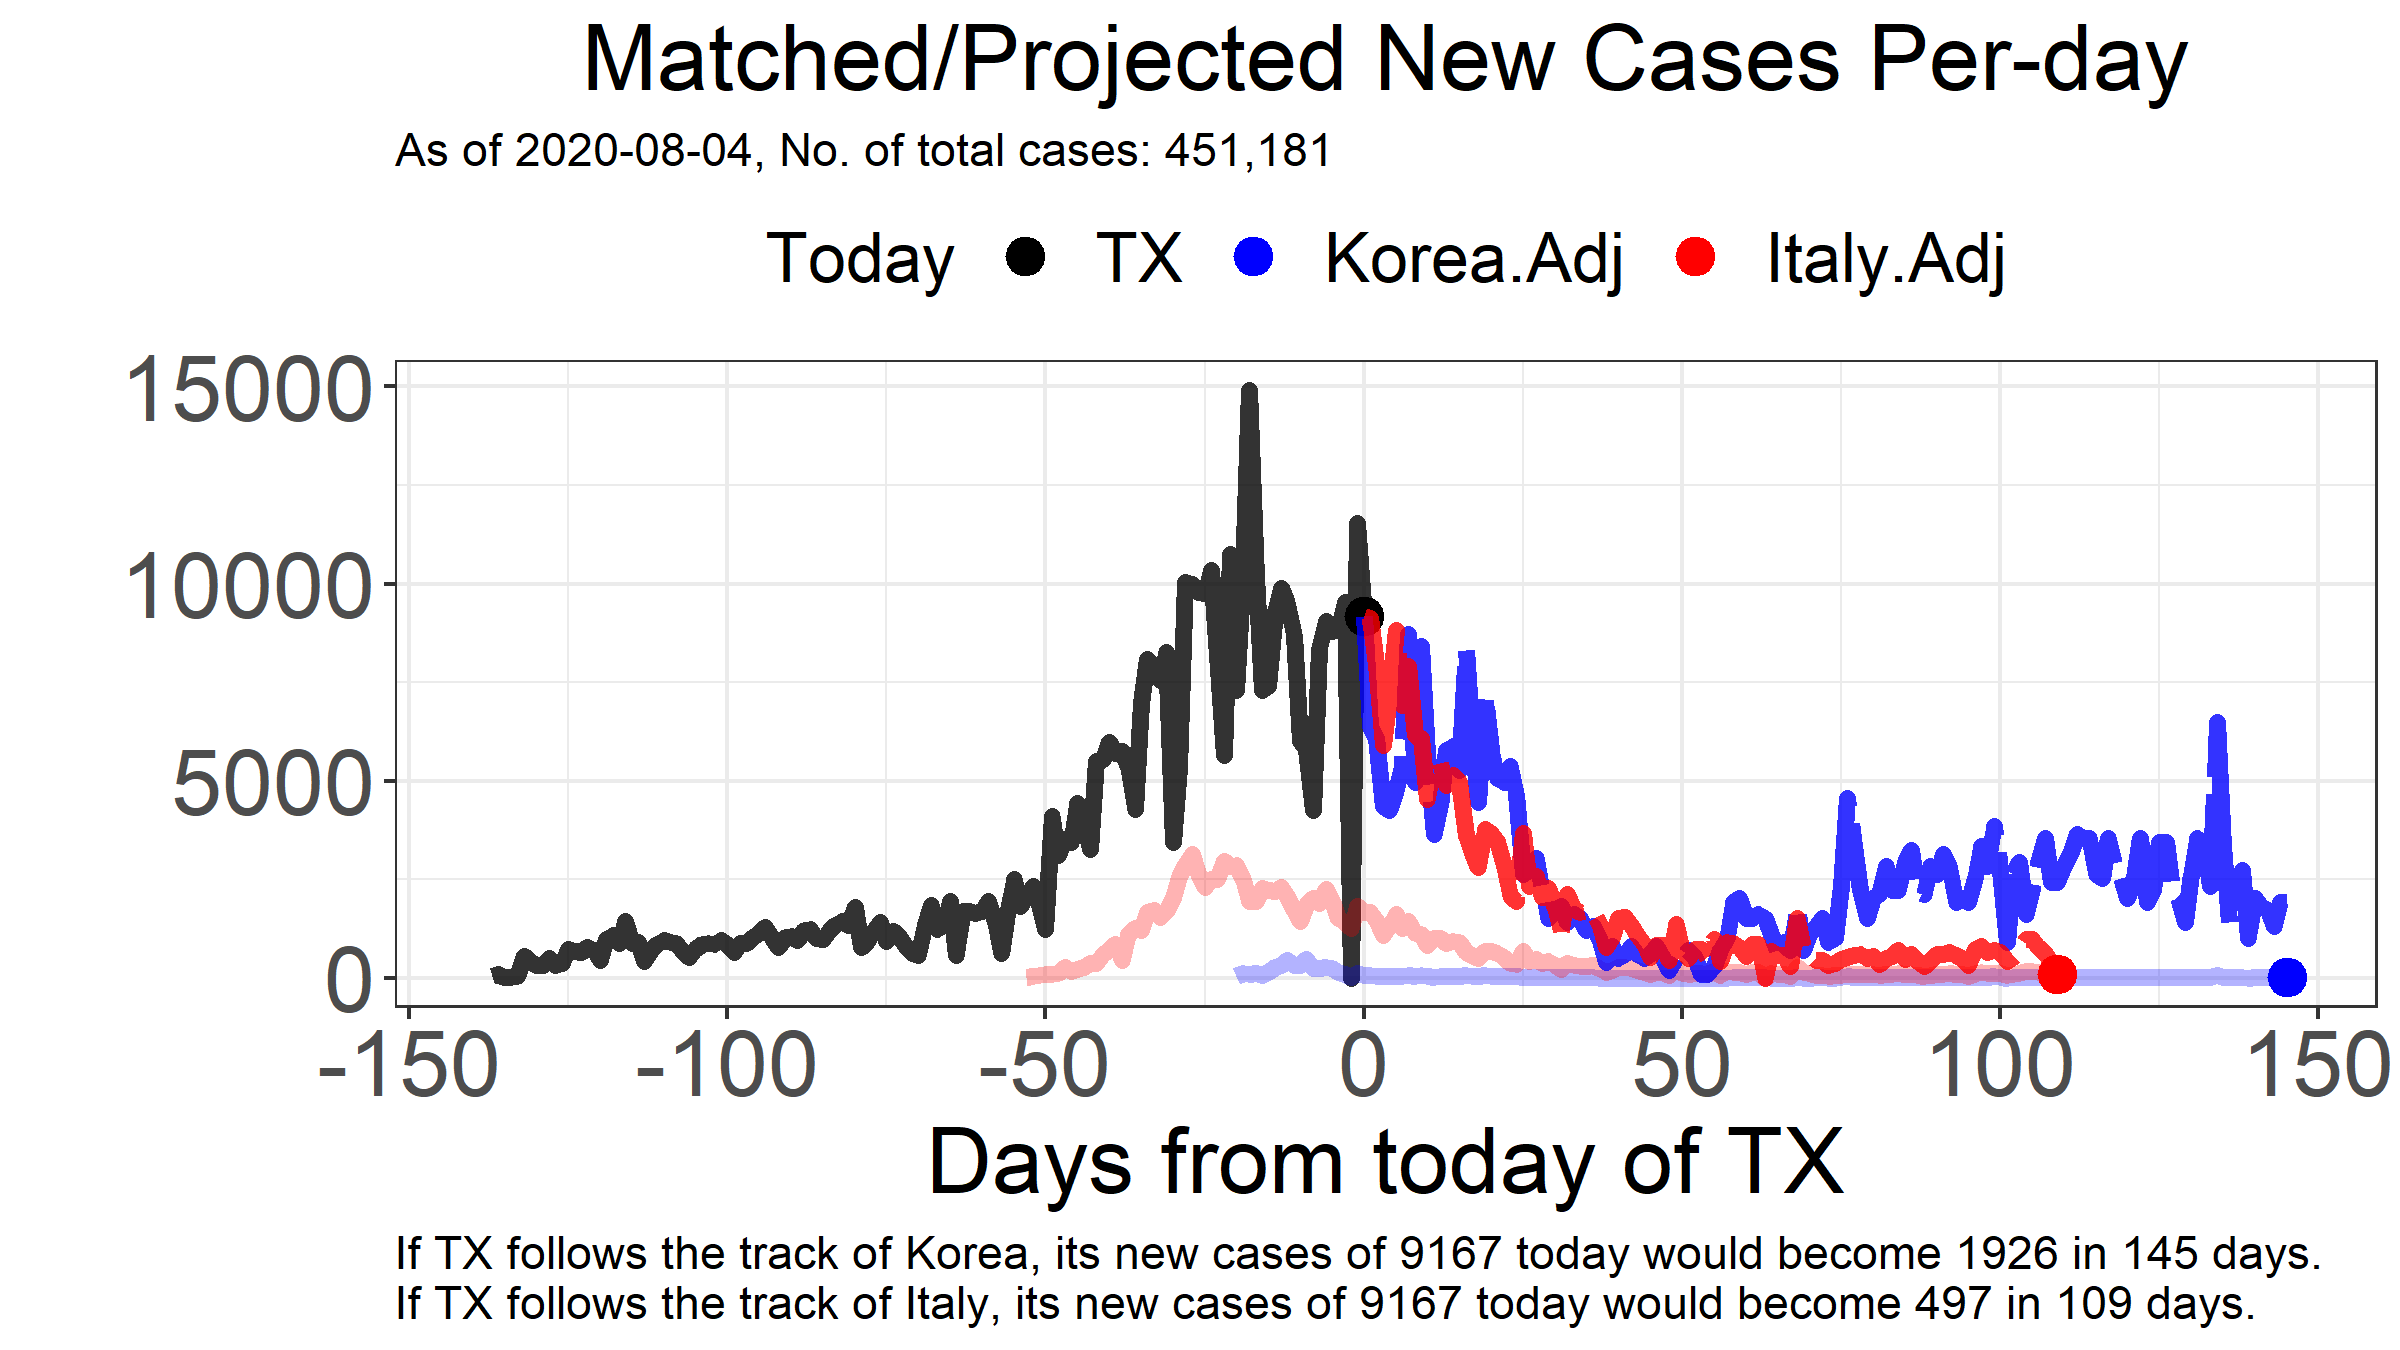 Matched/Projected New Cases Per-day
As of 2020-08-04, No. of total cases: 451,181
Today TX Korea.Adj Italy.Adj
15000
10000
5000
0
-150 -100 -50 0 50 100 150
Days from today of TX
If TX follows the track of Korea, its new cases of 9167 today would become 1926 in 145 days.
If TX follows the track of Italy, its new cases of 9167 today would become 497 in 109 days.